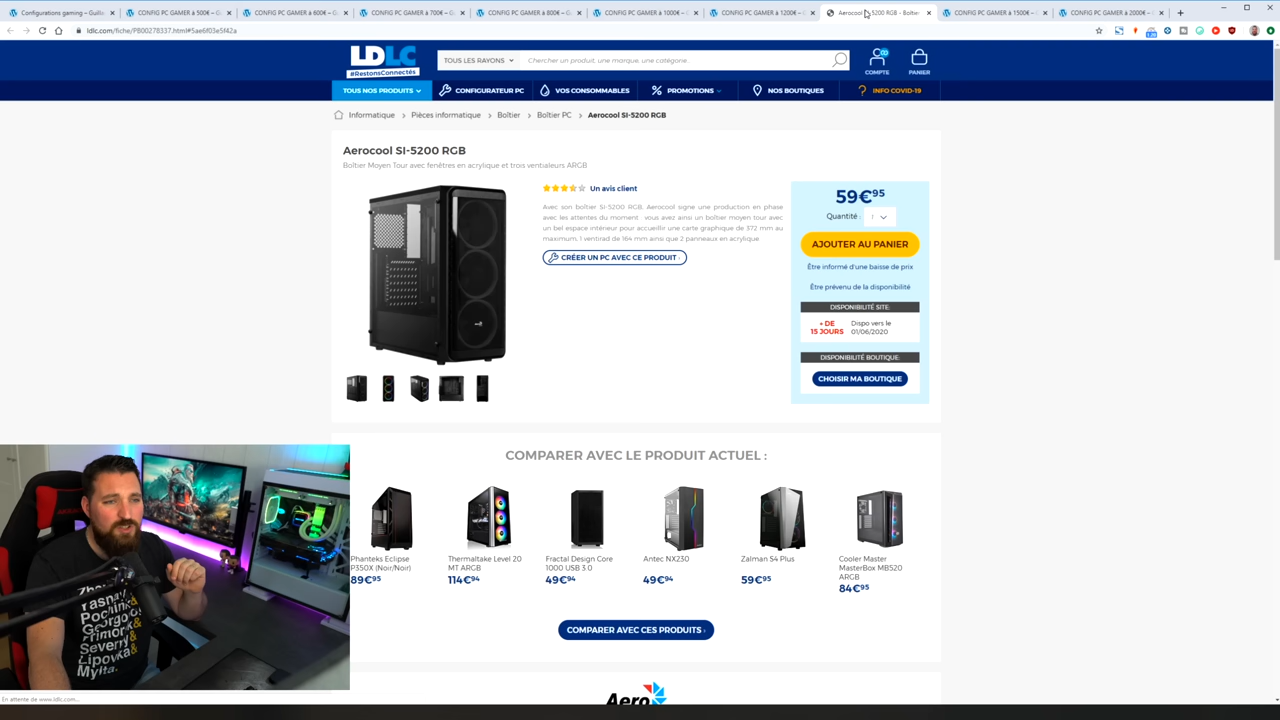 Configurations gaming – Guill
CONFIG PC GAMER à 500€ – G
CONFIG PC GAMER à 600€ – G
CONFIG PC GAMER à 700€ – G
CONFIG PC GAMER à 800€ – G
CONFIG PC GAMER à 1000€ –
CONFIG PC GAMER à 1200€ –
5200 RGB - Boîtier
CONFIG PC GAMER à 1500€ –
CONFIG PC GAMER à 2000€ –
ldlc.com/fiche/PB00278337.html#5ae6f03e5f42a
LDLC
#RestonsConnectés
TOUS LES RAYONS
Chercher un produit, une marque, une catégorie..
COMPTE
PANIER
TOUS NOS PRODUITS
CONFIGURATEUR PC
VOS CONSOMMABLES
PROMOTIONS
NOS BOUTIQUES
INFO COVID-19
Informatique > Pièces informatique > Boîtier > Boîtier PC > Aerocool SI-5200 RGB
Aerocool SI-5200 RGB
Boîtier Moyen Tour avec fenêtres en acrylique et trois ventialeurs ARGB
Un avis client
Avec son boîtier SI-5200 RGB, Aerocool signe une production en phase
avec les attentes du moment : vous avez ainsi un boîtier moyen tour avec
un bel espace intérieur pour accueillir une carte graphique de 372 mm au
maximum, 1 ventirad de 164 mm ainsi que 2 panneaux en acrylique.
CRÉER UN PC AVEC CE PRODUIT ›
59€95
Quantité : 1
AJOUTER AU PANIER
Être informé d'une baisse de prix
Être prévenu de la disponibilité
DISPONIBILITÉ SITE:
+ DE
15 JOURS
Dispo vers le
01/06/2020
DISPONIBILITÉ BOUTIQUE:
CHOISIR MA BOUTIQUE
COMPARER AVEC LE PRODUIT ACTUEL :
Phanteks Eclipse
P350X (Noir/Noir)
89€95
Thermaltake Level 20
MT ARGB
114€94
Fractal Design Core
1000 USB 3.0
49€94
Antec NX230
49€94
Zalman S4 Plus
59€95
Cooler Master
MasterBox MB520
ARGB
84€95
COMPARER AVEC CES PRODUITS ›
Aero
Tasnay
Pochink&
Georgo&
Primork&
Severny&
Lipovka&
Mylta.
En attente de www.ldlc.com...